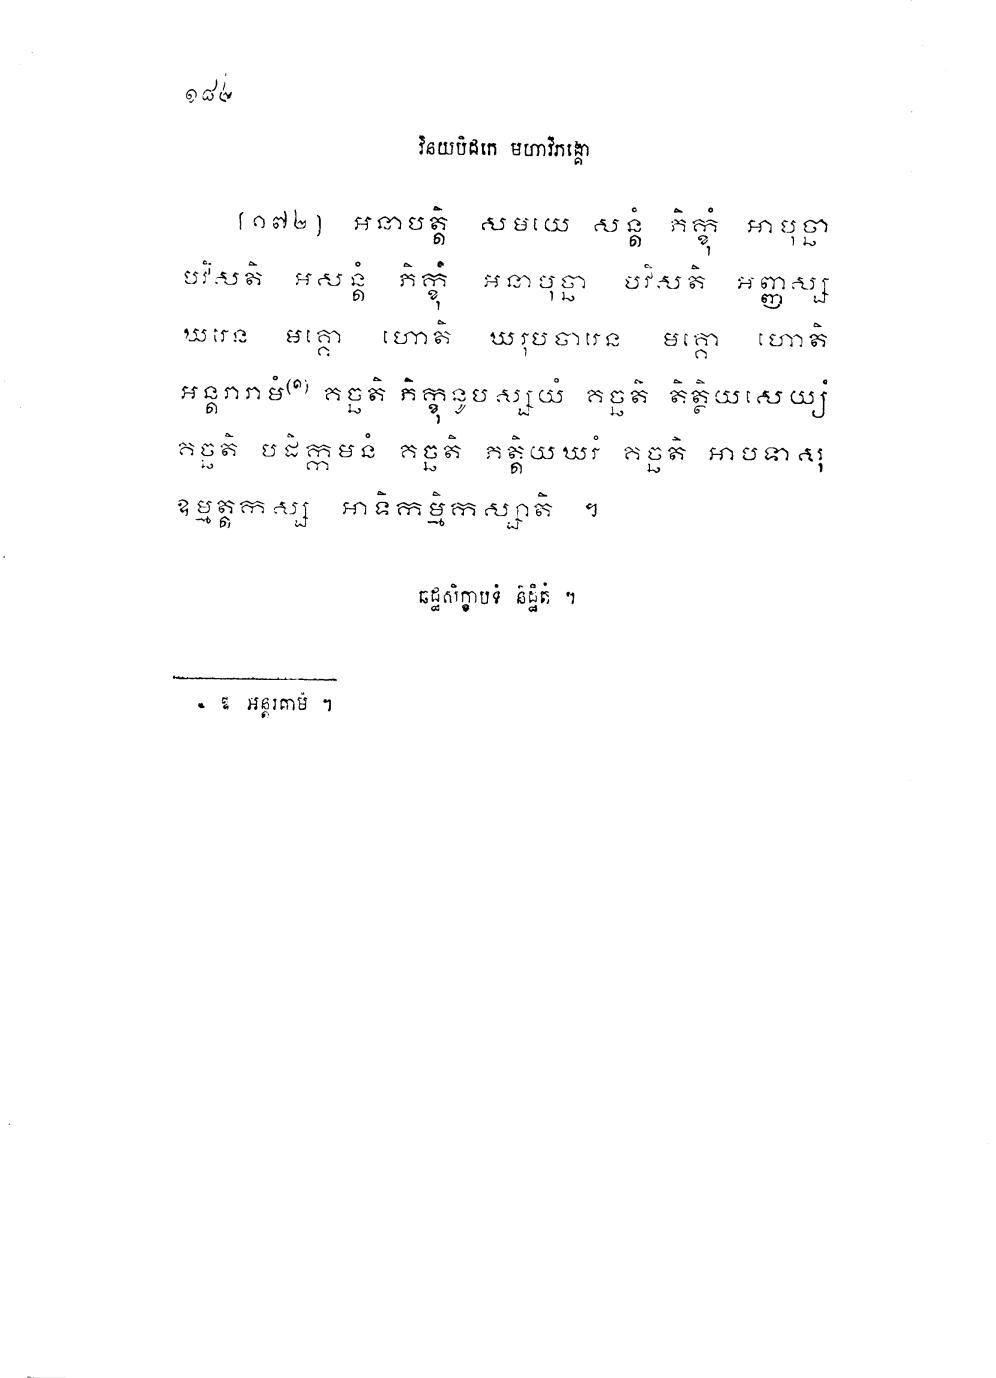 ១៨៤
វិនយបិដកេ មហាវិភង្គោ
[១៧២] អនាបត្តិ សមយេ សន្តំ ភិក្ខុំ អាបុច្ឆា
បវិសតិ អសន្តំ ភិក្ខុំ អនាបុច្ឆា បវិសតិ អញ្ញស្ស
ឃរេន មគ្គោ ហោតិ ឃរុបចារេន មគ្គោ ហោតិ
អន្តរារាមំ(១) គច្ឆតិ ភិក្ខុនូបស្សយំ គច្ឆតិ តិត្ថិយសេយ្យំ
គច្ឆតិ បដិក្កមនំ គច្ឆតិ ភត្តិយឃរំ គច្ឆតិ អាបទាសុ
ឧម្មត្តកស្ស អាទិកម្មិកស្សាតិ ។
ឆដ្ឋសិក្ខាបទំ និដ្ឋិតំ ។
១ ឱ អន្តរគាមំ ។